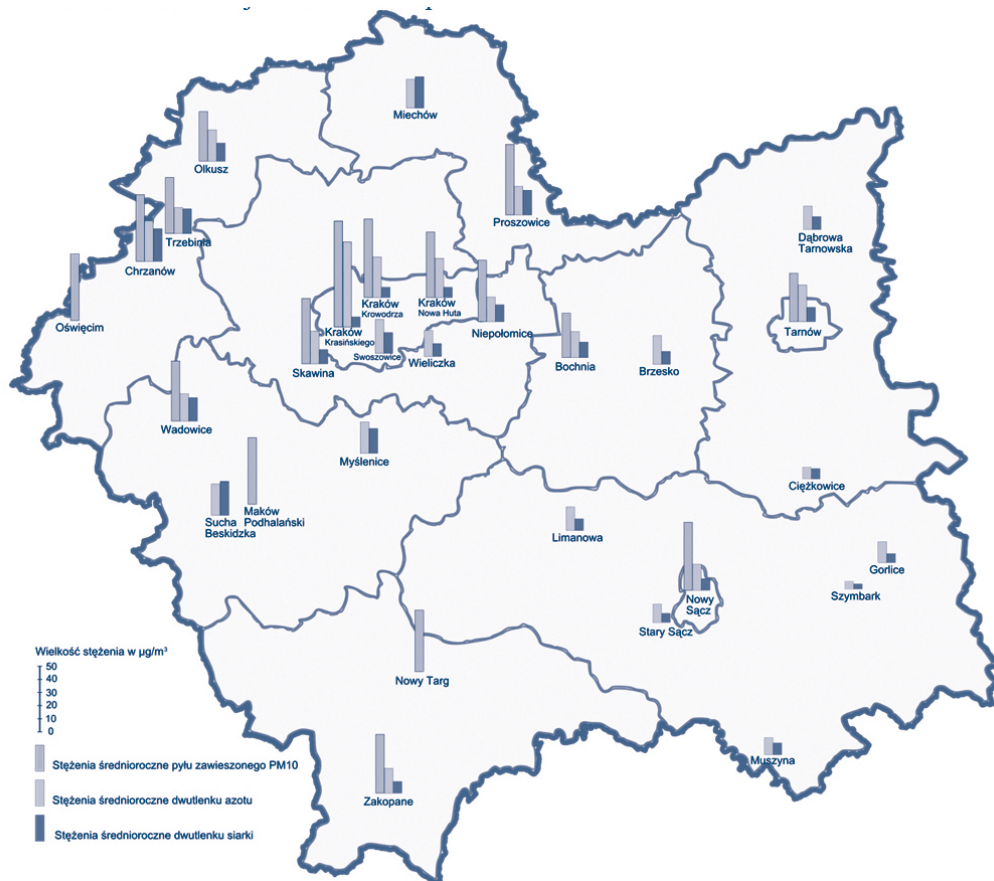 Miechów
Olkusz
Proszowice
Trzebinia
Chrzanów
Dąbrowa
Tarnowska
Oświęcim
Kraków
Krowodrza
Kraków
Nowa Huta
Niepołomice
Kraków
Krasińskiego
Swoszowice
Skawina
Wieliczka
Bochnia
Brzesko
Tarnów
Wadowice
Myślenice
Ciężkowice
Sucha
Beskidzka
Maków
Podhalański
Limanowa
Gorlice
Szymbark
Nowy
Sącz
Stary Sącz
Nowy Targ
Muszyna
Zakopane
Wielkość stężenia w µg/m³
50
40
30
20
10
0
Stężenia średnioroczne pyłu zawieszonego PM10
Stężenia średnioroczne dwutlenku azotu
Stężenia średnioroczne dwutlenku siarki